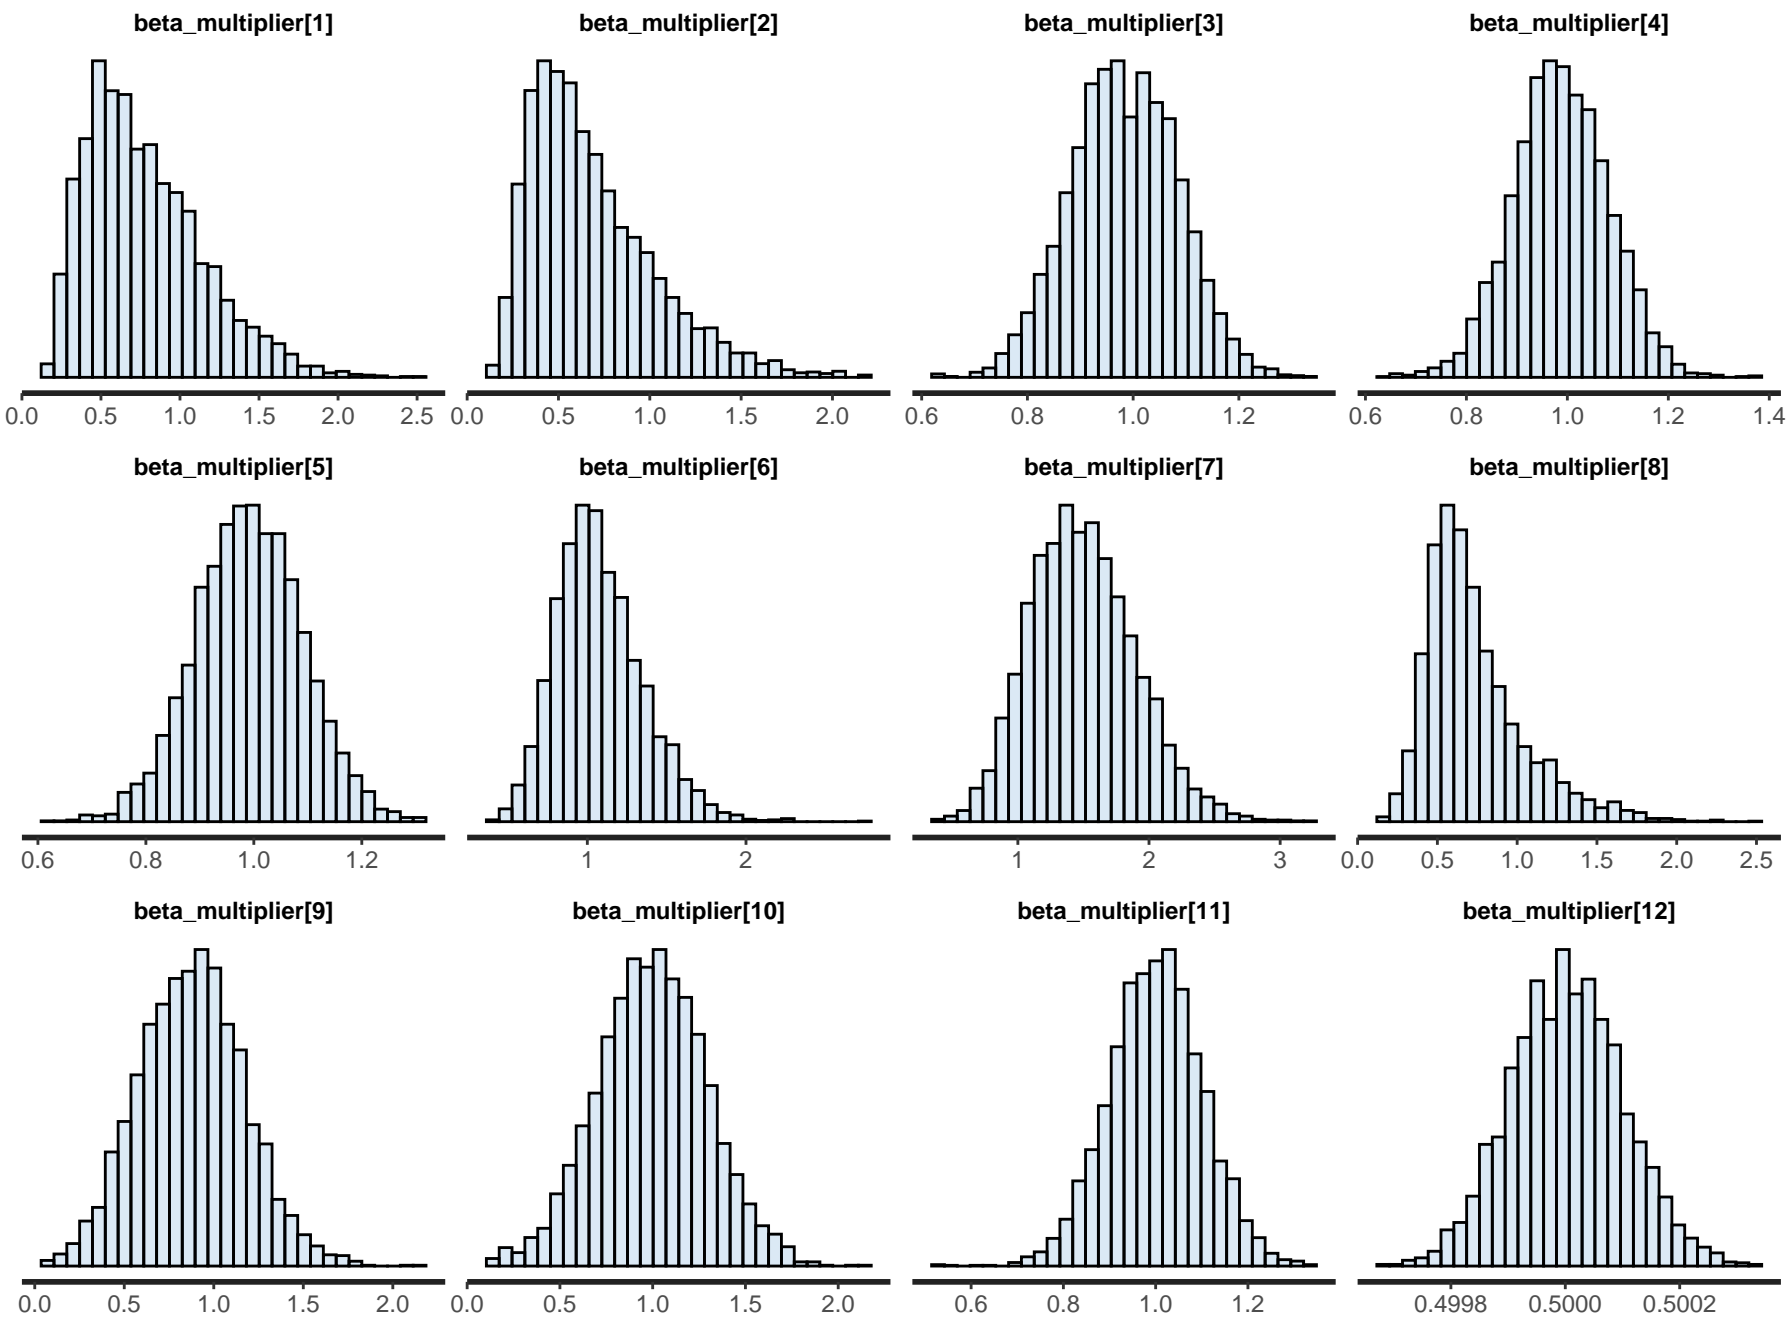 beta_multiplier[1] beta_multiplier[2] beta_multiplier[3] beta_multiplier[4]
0.0 0.5 1.0 1.5 2.0 2.5 0.0 0.5 1.0 1.5 2.0 0.6 0.8 1.0 1.2 0.6 0.8 1.0 1.2 1.4
beta_multiplier[5] beta_multiplier[6] beta_multiplier[7] beta_multiplier[8]
0.6 0.8 1.0 1.2 1 2 1 2 3 0.0 0.5 1.0 1.5 2.0 2.5
beta_multiplier[9] beta_multiplier[10] beta_multiplier[11] beta_multiplier[12]
0.0 0.5 1.0 1.5 2.0 0.0 0.5 1.0 1.5 2.0 0.6 0.8 1.0 1.2 0.4998 0.5000 0.5002